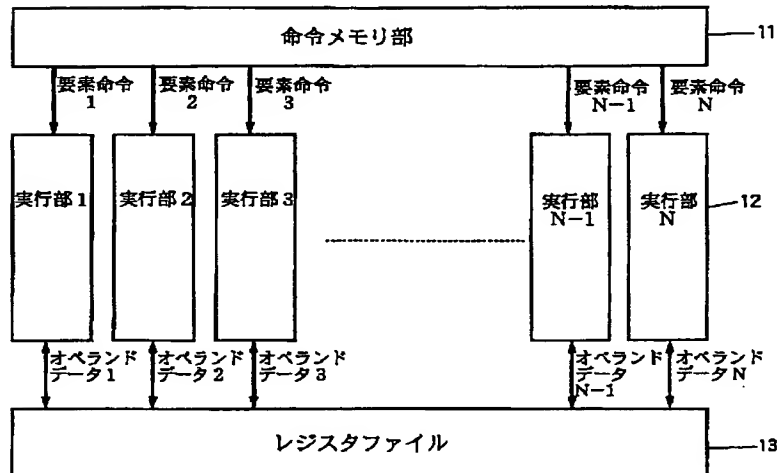 命令メモリ部
11
要素命令
1
要素命令
2
要素命令
3
要素命令
N-1
要素命令
N
実行部1
実行部2
実行部3
実行部
N-1
実行部
N
12
オペランド
データ1
オペランド
データ2
オペランド
データ3
オペランド
データ
N-1
オペランド
データN
レジスタファイル
13